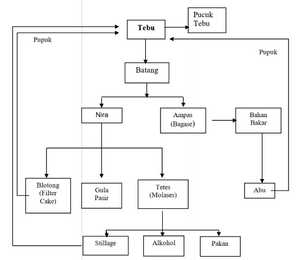 Pucuk
Tebu
Tebu
Pupuk
Pupuk
Batang
Nira
Ampas
(Bagase)
Bahan
Bakar
Blotong
(Filter
Cake)
Gula
Pasir
Tetes
(Molases)
Abu
Stillage
Alkohol
Pakan